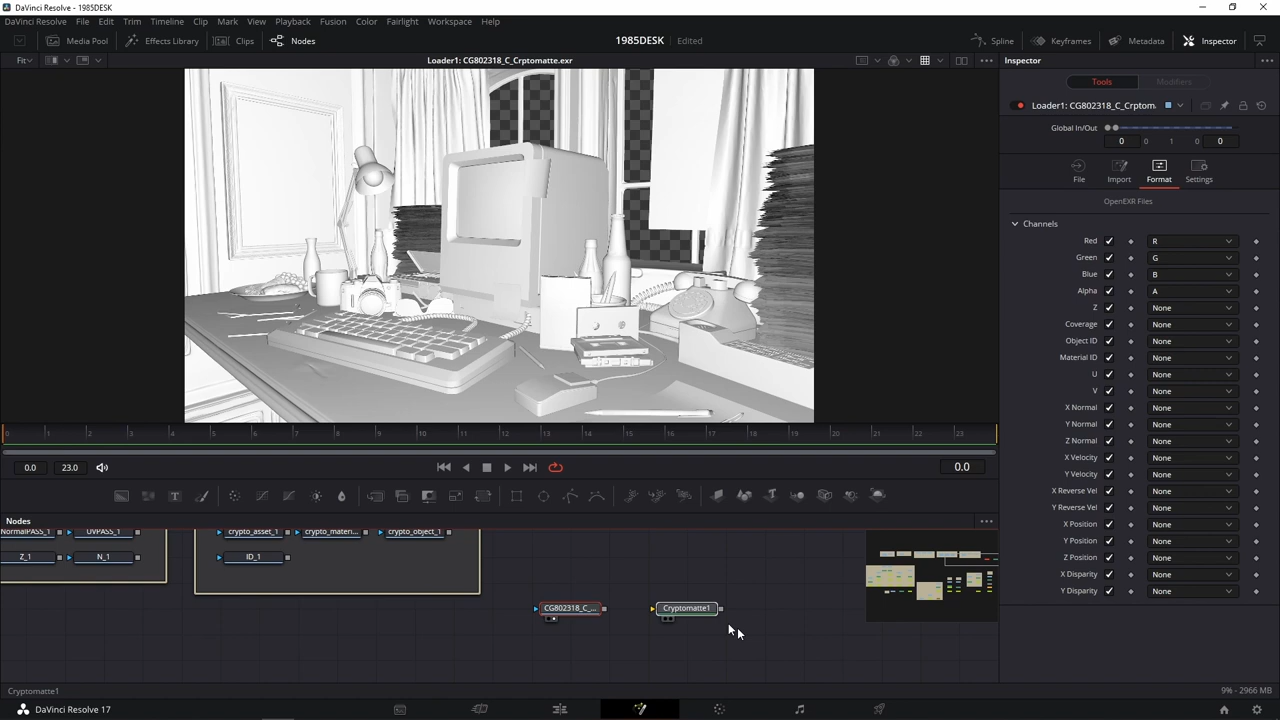 DaVinci Resolve - 1985DESK
DaVinci Resolve File Edit Trim Timeline Clip Mark View Playback Fusion Color Fairlight Workspace Help
Media Pool Effects Library Clips Nodes 1985DESK Edited Spline Keyframes Metadata Inspector
Fit Loader1: CG802318_C_Crptomatte.exr Inspector
Tools Modifiers
Loader1: CG802318_C_Crptom.
Global In/Out
0 0 1 0 0
File Import Format Settings
OpenEXR Files
Channels
Red R
Green G
Blue B
Alpha A
Z None
Coverage None
Object ID None
Material ID None
U None
V None
X Normal None
Y Normal None
Z Normal None
X Velocity None
Y Velocity None
X Reverse Vel None
Y Reverse Vel None
X Position None
Y Position None
Z Position None
X Disparity None
Y Disparity None
0 1 2 3 4 5 6 7 8 9 10 11 12 13 14 15 16 17 18 19 20 21 22 23
0.0 23.0 0.0
Nodes
NormalPASS_1 UVPASS_1 crypto_asset_1 crypto_materi... crypto_object_1
Z_1 N_1 ID_1
CG802318_C_... Cryptomatte1
Cryptomatte1 9% - 2966 MB
DaVinci Resolve 17